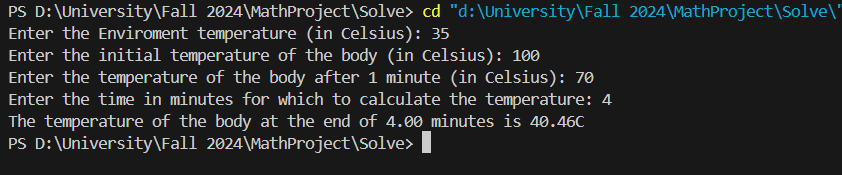 PS D:\University\Fall 2024\MathProject\Solve> cd "d:\University\Fall 2024\MathProject\Solve\"
Enter the Enviroment temperature (in Celsius): 35
Enter the initial temperature of the body (in Celsius): 100
Enter the temperature of the body after 1 minute (in Celsius): 70
Enter the time in minutes for which to calculate the temperature: 4
The temperature of the body at the end of 4.00 minutes is 40.46C
PS D:\University\Fall 2024\MathProject\Solve>